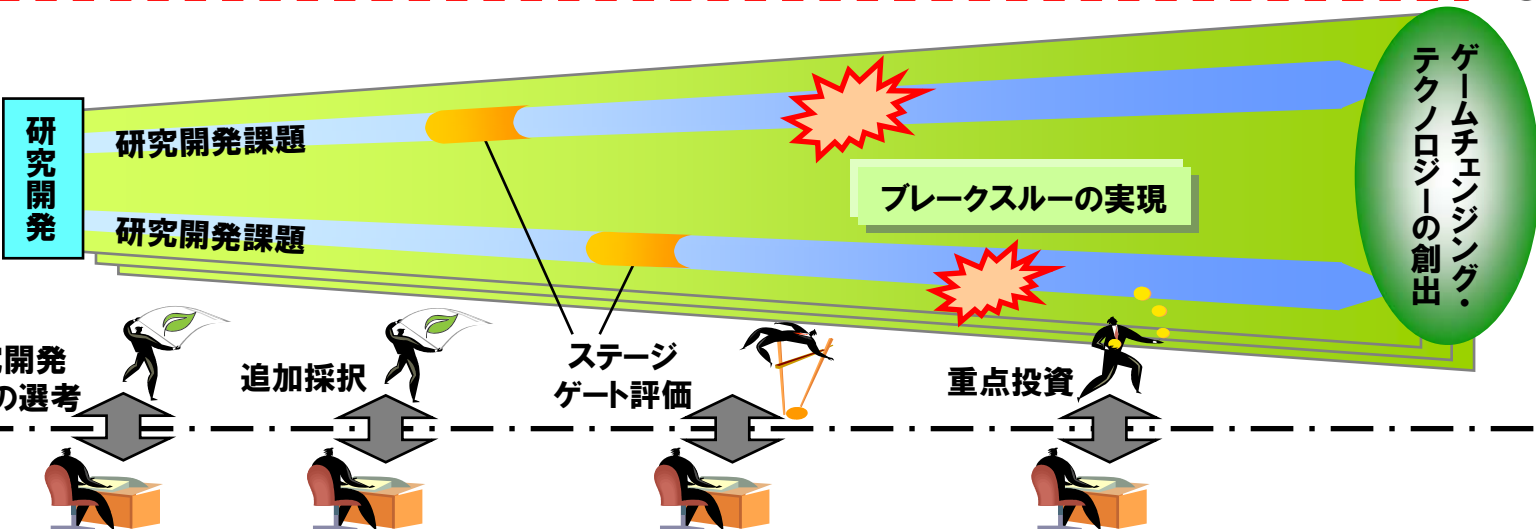 研究開発
研究開発課題
研究開発課題
ブレークスルーの実現
ゲームチェンジング・
テクノロジーの創出
開発
の選考
追加採択
ステージ
ゲート評価
重点投資